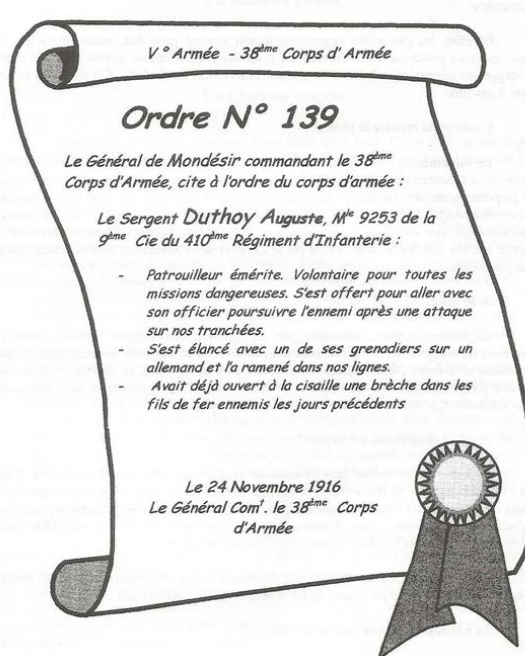 V ° Armée - 38ème Corps d' Armée
Ordre N° 139
Le Général de Mondésir commandant le 38ème
Corps d'Armée, cite à l'ordre du corps d'armée :
Le Sergent Duthoy Auguste, Mle 9253 de la
9ème Cie du 410ème Régiment d'Infanterie :
- Patrouilleur émérite. Volontaire pour toutes les
missions dangereuses. S'est offert pour aller avec
son officier poursuivre l'ennemi après une attaque
sur nos tranchées.
- S'est élancé avec un de ses grenadiers sur un
allemand et l'a ramené dans nos lignes.
- Avait déjà ouvert à la cisaille une brèche dans les
fils de fer ennemis les jours précédents
Le 24 Novembre 1916
Le Général Comt. le 38ème Corps
d'Armée